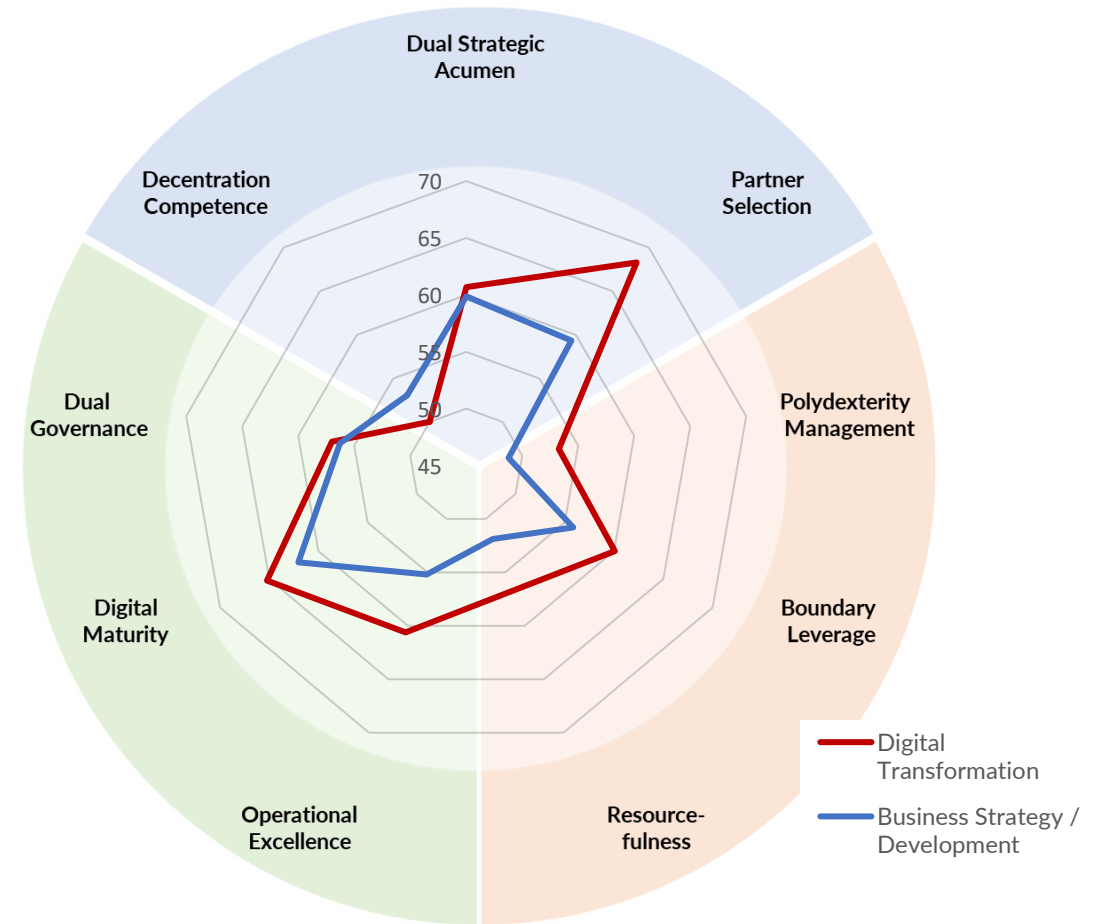 Dual Strategic
Acumen
Decentration
Competence
Partner
Selection
70
65
60
55
50
45
Dual
Governance
Polydexterity
Management
Digital
Maturity
Boundary
Leverage
Operational
Excellence
Resource-
fulness
Digital
Transformation
Business Strategy /
Development